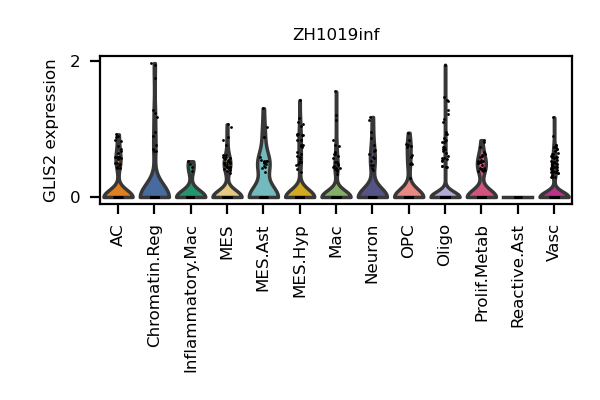 ZH1019inf
GLIS2 expression
2
0
AC
Chromatin.Reg
Inflammatory.Mac
MES
MES.Ast
MES.Hyp
Mac
Neuron
OPC
Oligo
Prolif.Metab
Reactive.Ast
Vasc